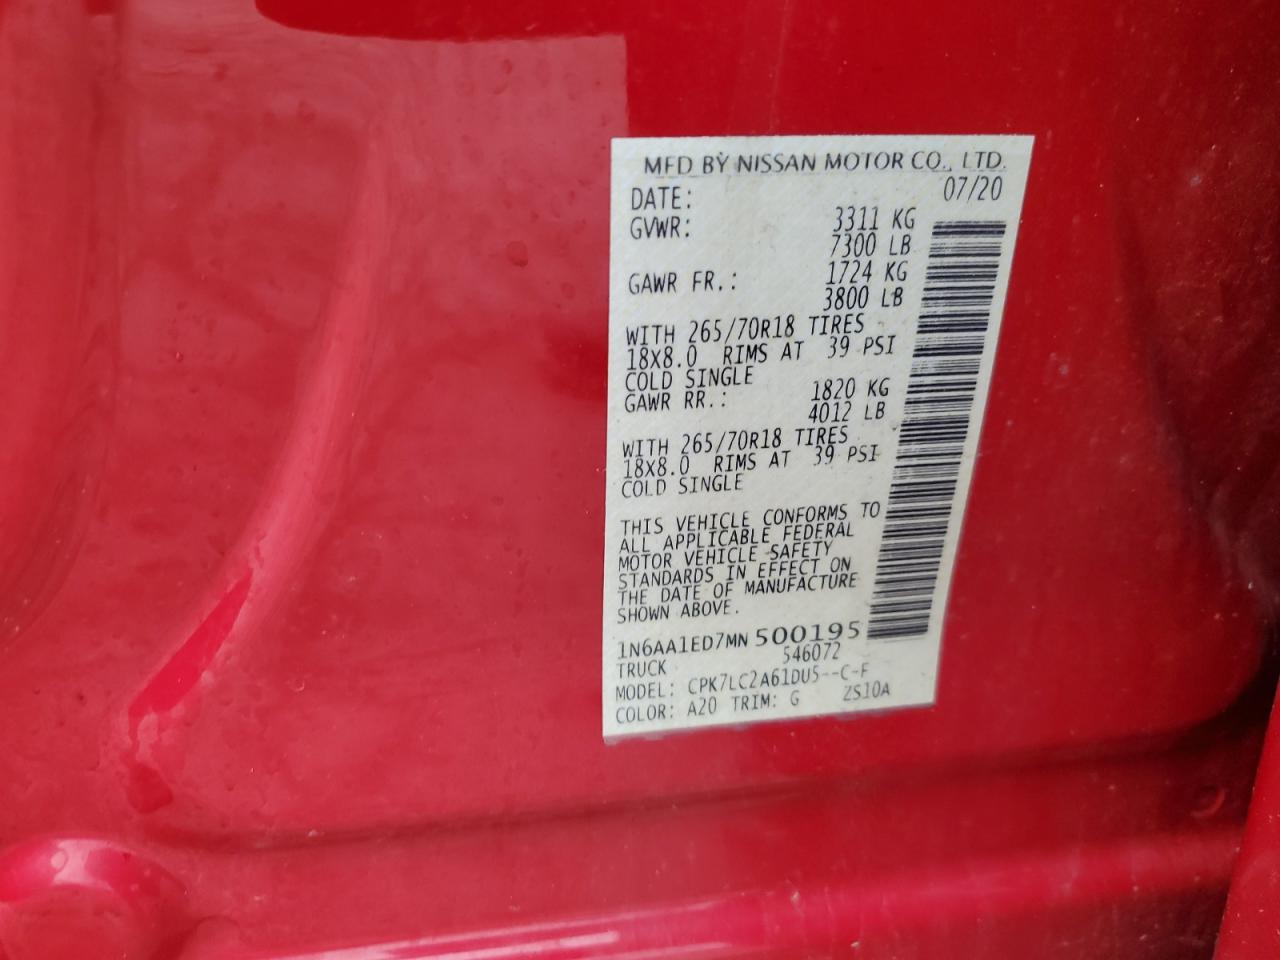 MFD BY NISSAN MOTOR CO., LTD.
DATE: 07/20
GVWR: 3311 KG
7300 LB
GAWR FR.: 1724 KG
3800 LB
WITH 265/70R18 TIRES
18X8.0 RIMS AT 39 PSI
COLD SINGLE
GAWR RR.: 1820 KG
4012 LB
WITH 265/70R18 TIRES
18X8.0 RIMS AT 39 PSI
COLD SINGLE
THIS VEHICLE CONFORMS TO
ALL APPLICABLE FEDERAL
MOTOR VEHICLE SAFETY
STANDARDS IN EFFECT ON
THE DATE OF MANUFACTURE
SHOWN ABOVE.
1N6AA1ED7MN500195
TRUCK 546072
MODEL: CPK7LC2A61DU5--C-F
COLOR: A20 TRIM: G ZS10A